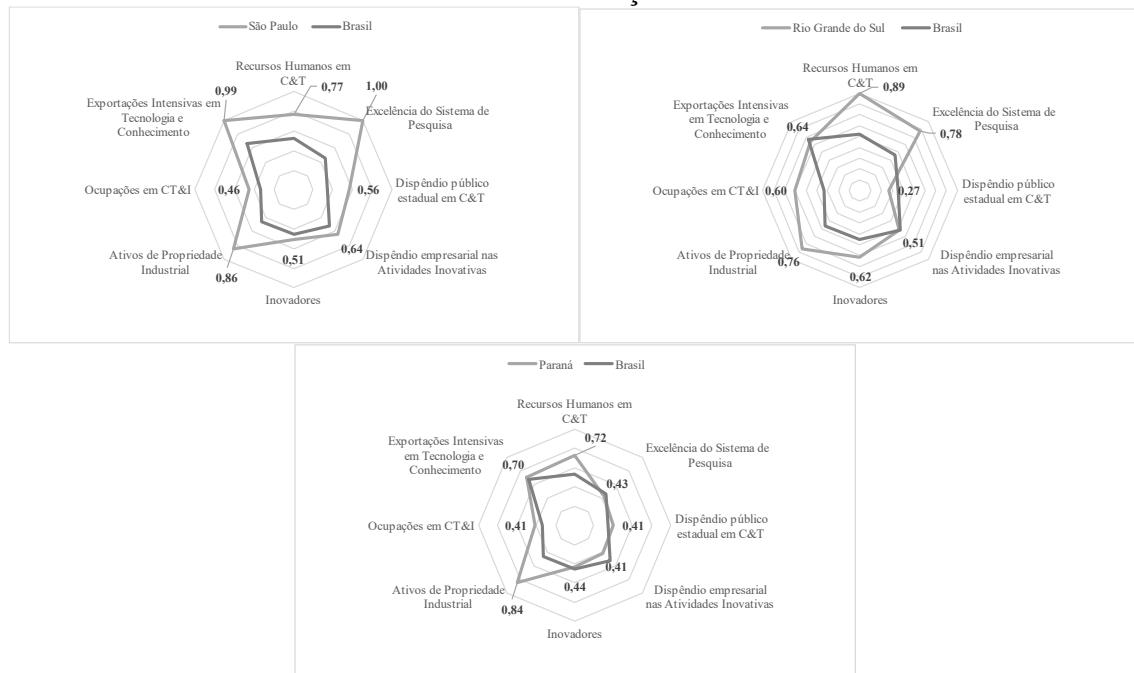 São Paulo Brasil
Recursos Humanos em
C&T
0,77
1,00
0,99
Excelência do Sistema de
Pesquisa
Exportações Intensivas em
Tecnologia e
Conhecimento
Ocupações em CT&I
0,46
0,56
Dispêndio público
estadual em C&T
0,64
Dispêndio empresarial nas
Atividades Inovativas
Ativos de Propriedade
Industrial
0,86
0,51
Inovadores
Rio Grande do Sul Brasil
Recursos Humanos em
C&T
0,89
Exportações Intensivas
em Tecnologia e
Conhecimento
0,64
Excelência do Sistema de
Pesquisa
0,78
Ocupações em CT&I
0,60
0,27
Dispêndio público
estadual em C&T
0,51
Dispêndio empresarial
nas Atividades Inovativas
Ativos de Propriedade
Industrial
0,76
0,62
Inovadores
Paraná Brasil
Recursos Humanos em
C&T
0,72
Exportações Intensivas
em Tecnologia e
Conhecimento
0,70
Excelência do Sistema de
Pesquisa
0,43
Ocupações em CT&I
0,41
0,41
Dispêndio público
estadual em C&T
0,41
Dispêndio empresarial
nas Atividades Inovativas
Ativos de Propriedade
Industrial
0,84
0,44
Inovadores